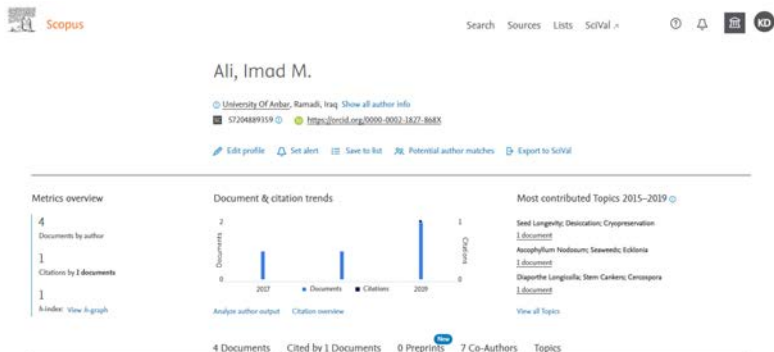 Scopus
Search Sources Lists SciVal ↗
KD
Ali, Imad M.
University Of Anbar, Ramadi, Iraq Show all author info
SC 57204889359 iD https://orcid.org/0000-0002-1827-868X
Edit profile Set alert Save to list Potential author matches Export to SciVal
Metrics overview
4
Documents by author
1
Citations by 1 documents
1
h-index: View h-graph
Document & citation trends
2 1
Documents
Citations
0 0
2017 2019
Documents Citations
Analyze author output Citation overview
Most contributed Topics 2015–2019
Seed Longevity; Desiccation; Cryopreservation
1 document
Ascophyllum Nodosum; Seaweeds; Ecklonia
1 document
Diaporthe Longicolla; Stem Cankers; Cercospora
1 document
View all Topics
New
4 Documents Cited by 1 Documents 0 Preprints 7 Co-Authors Topics